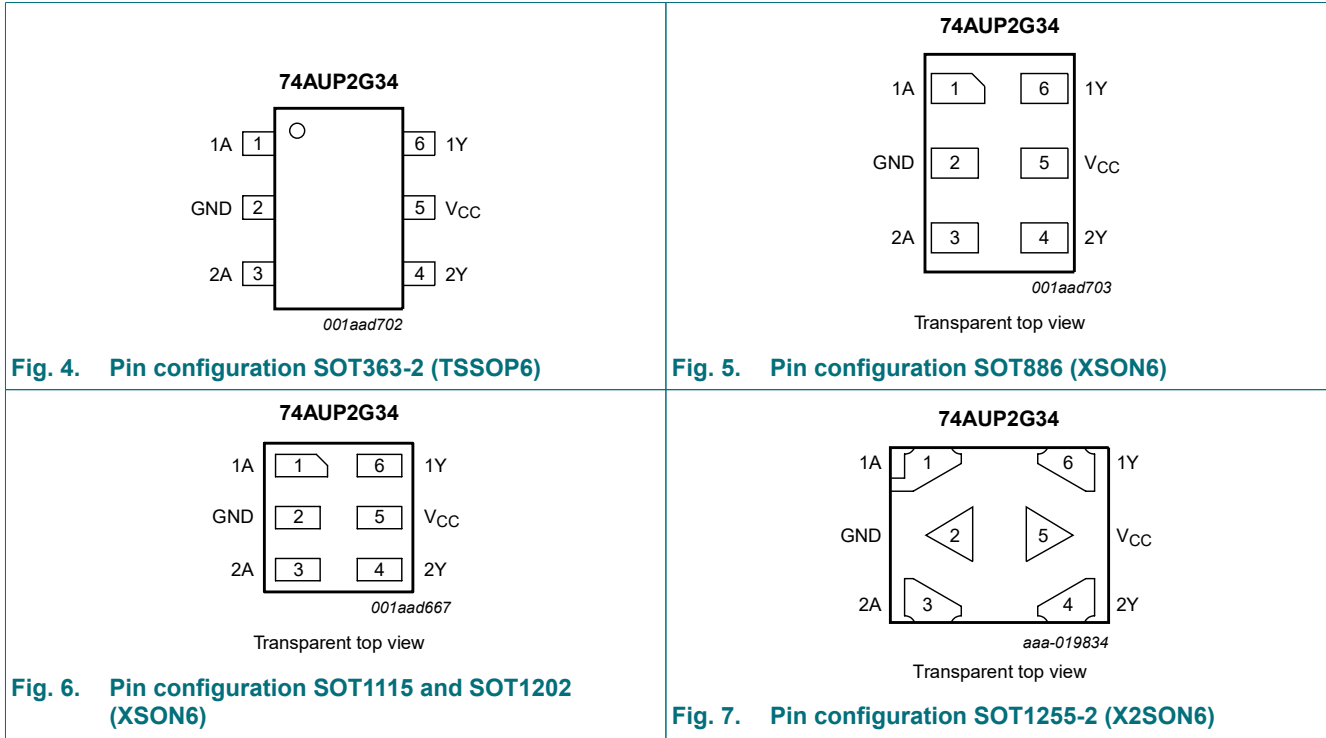 74AUP2G34
1A 1 6 1Y
GND 2 5 VCC
2A 3 4 2Y
001aad702
Fig. 4. Pin configuration SOT363-2 (TSSOP6)
74AUP2G34
1A 1 6 1Y
GND 2 5 VCC
2A 3 4 2Y
001aad703
Transparent top view
Fig. 5. Pin configuration SOT886 (XSON6)
74AUP2G34
1A 1 6 1Y
GND 2 5 VCC
2A 3 4 2Y
001aad667
Transparent top view
Fig. 6. Pin configuration SOT1115 and SOT1202
(XSON6)
74AUP2G34
1A 1 6 1Y
GND 2 5 VCC
2A 3 4 2Y
aaa-019834
Transparent top view
Fig. 7. Pin configuration SOT1255-2 (X2SON6)